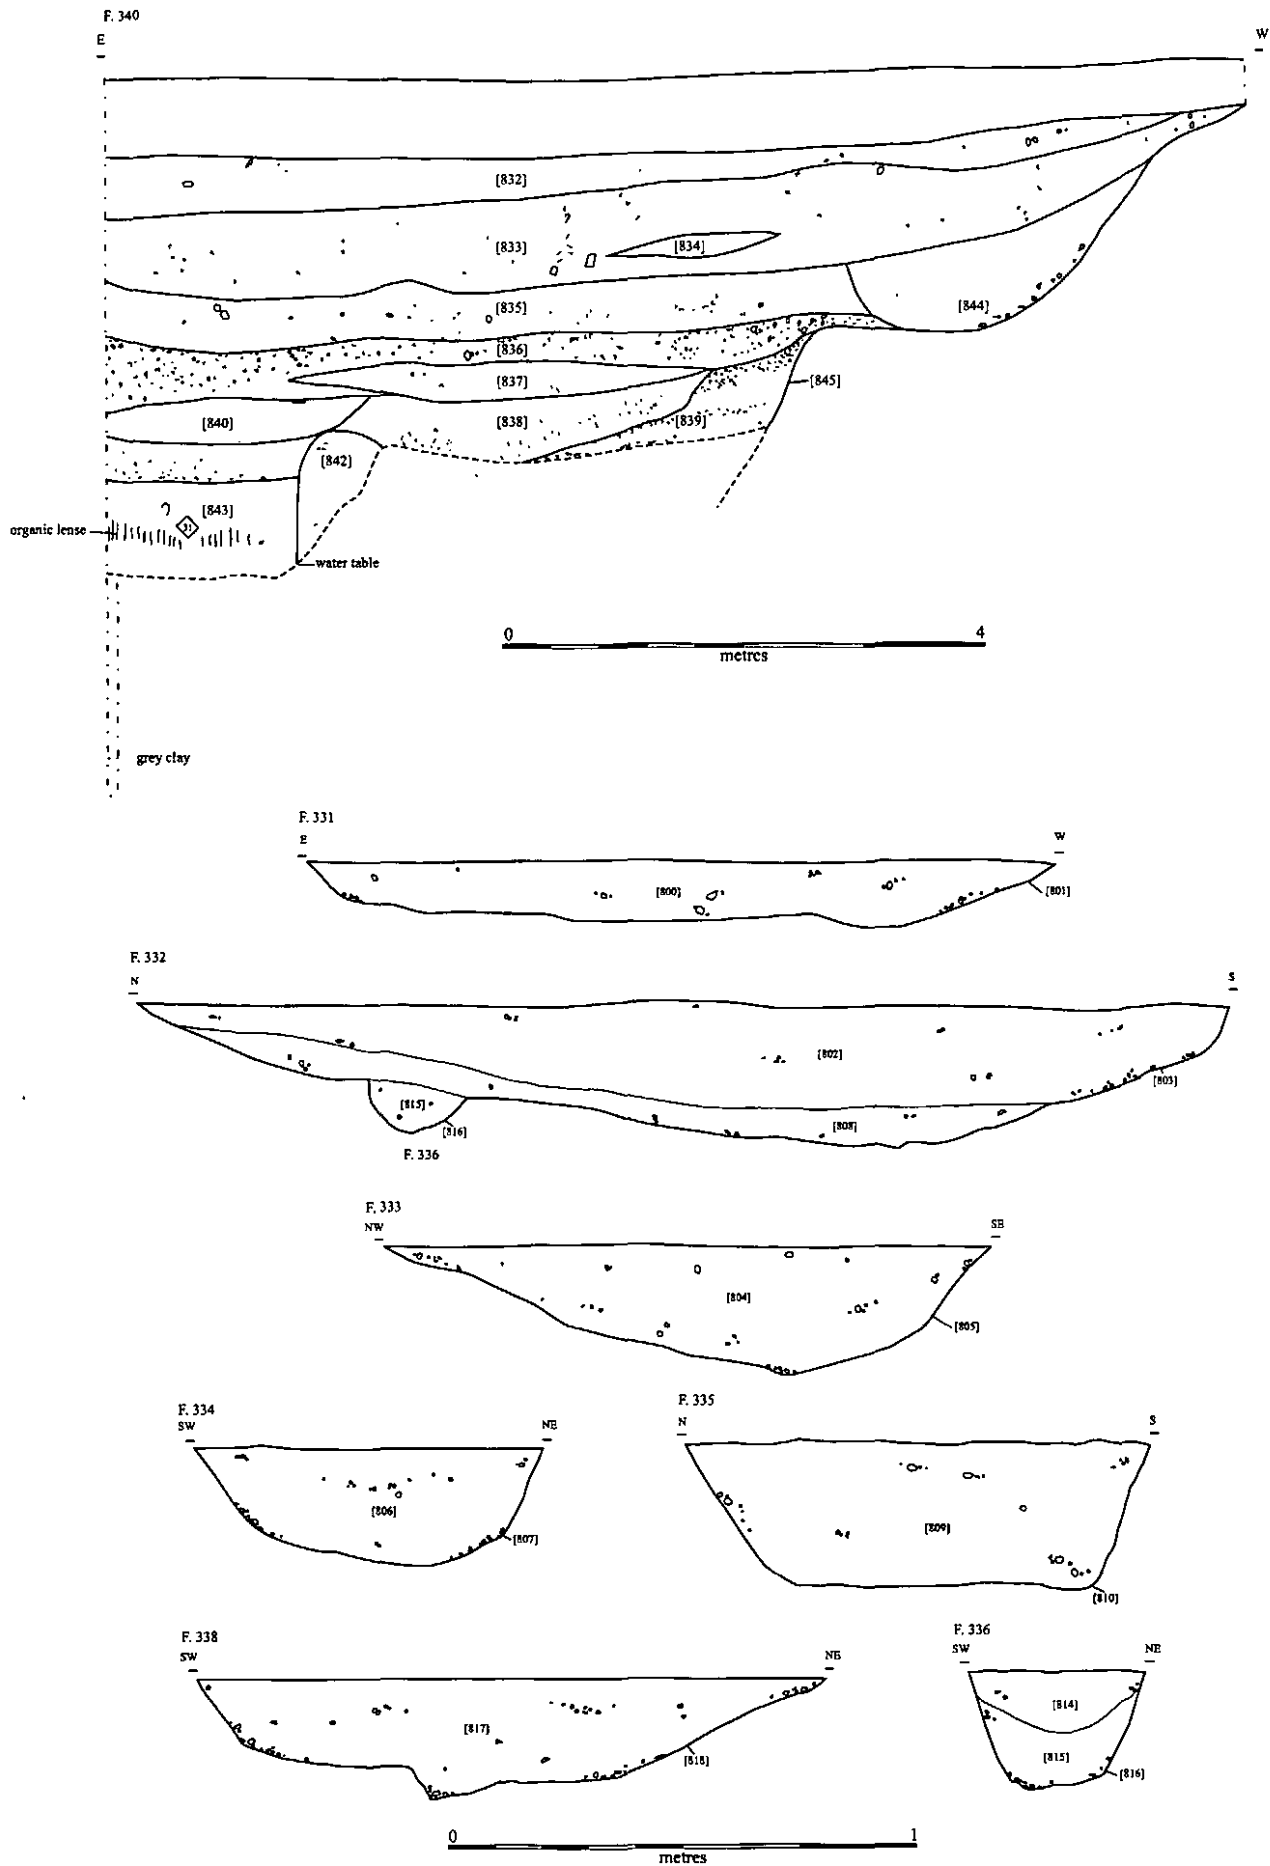 F. 340
E W
[832]
[833] [834]
[835] [844]
[836]
[837] [845]
[840] [838] [839]
[842]
[843]
31
organic lense
water table
0 4
metres
grey clay
F. 331
E W
[800] [801]
F. 332
N S
[802]
[803]
[815] [808]
[816]
F. 336
F. 333
NW SE
[804]
[805]
F. 334
SW NE
[806]
[807]
F. 335
N S
[809]
[810]
F. 338
SW NE
[817]
[818]
F. 336
SW NE
[814]
[815]
[816]
0 1
metres